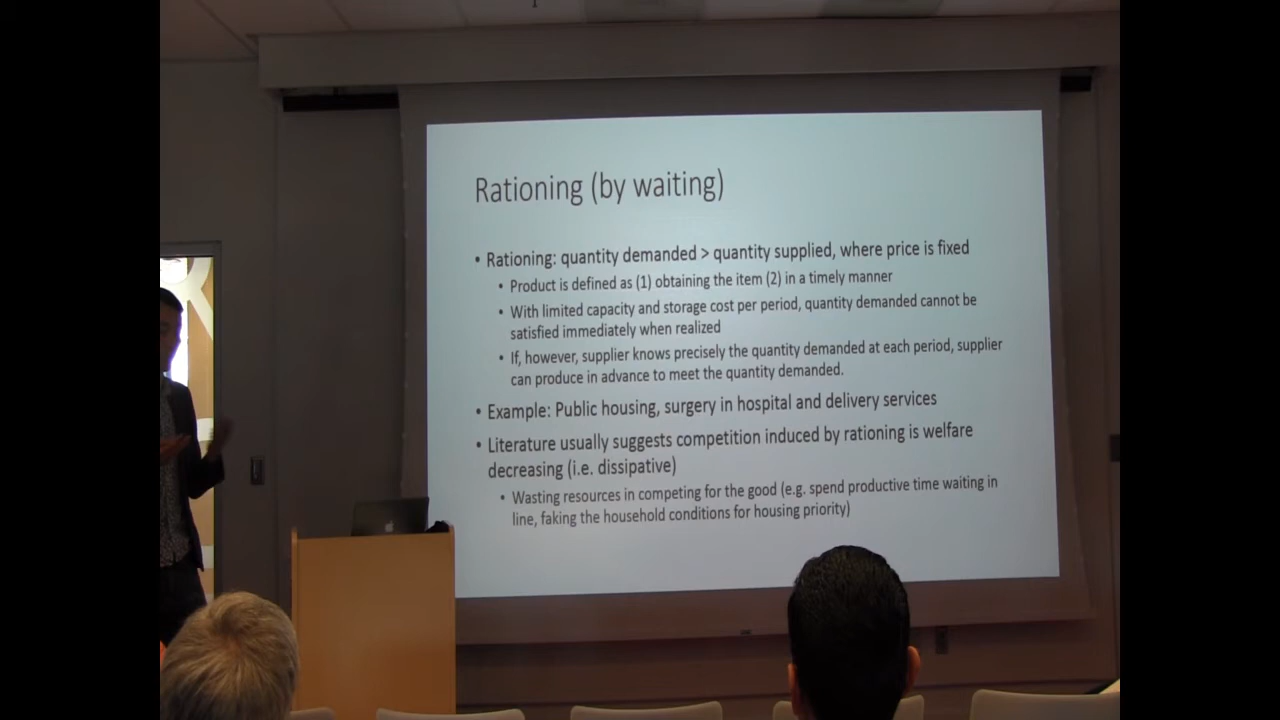 Rationing (by waiting)
• Rationing: quantity demanded > quantity supplied, where price is fixed
• Product is defined as (1) obtaining the item (2) in a timely manner
• With limited capacity and storage cost per period, quantity demanded cannot be
satisfied immediately when realized
• If, however, supplier knows precisely the quantity demanded at each period, supplier
can produce in advance to meet the quantity demanded.
• Example: Public housing, surgery in hospital and delivery services
• Literature usually suggests competition induced by rationing is welfare
decreasing (i.e. dissipative)
• Wasting resources in competing for the good (e.g. spend productive time waiting in
line, faking the household conditions for housing priority)